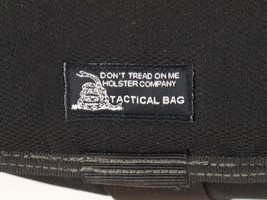 DON'T TREAD ON ME
HOLSTER COMPANY
TACTICAL BAG